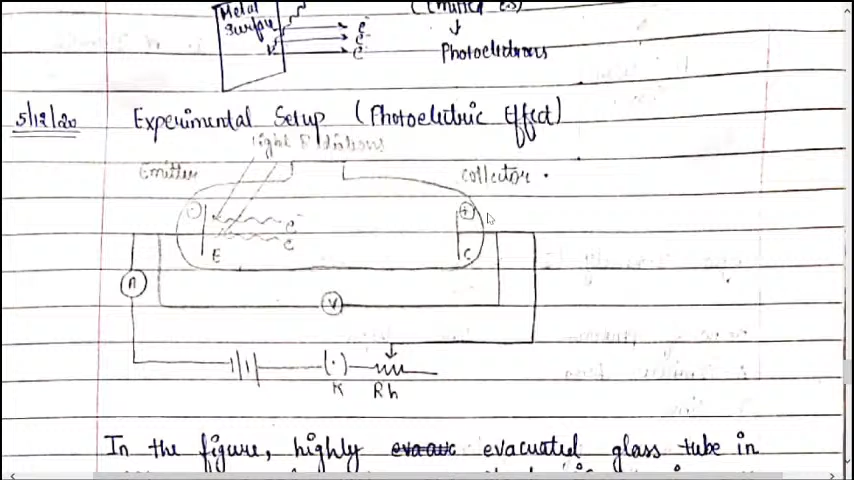 Metal
Surface
e⁻
e⁻
e⁻
(Emitted e⁻s)
↓
Photoelectrons
5/12/20
Experimental Setup (Photoelectric Effect)
Light Radiations
Emitter
Collector
-
+
e⁻
e⁻
E
C
A
V
(·)
K
Rh
In the figure, highly evacuated glass tube in